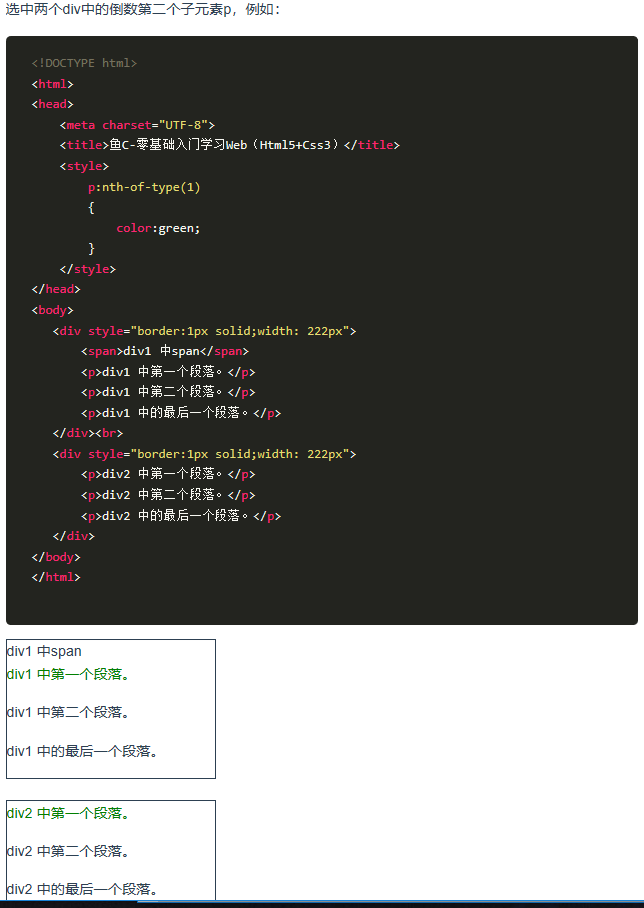 选中两个div中的倒数第二个子元素p，例如：
<!DOCTYPE html>
<html>
<head>
    <meta charset="UTF-8">
    <title>鱼C-零基础入门学习Web（Html5+Css3）</title>
    <style>
        p:nth-of-type(1)
        {
            color:green;
        }
    </style>
</head>
<body>
   <div style="border:1px solid;width: 222px">
       <span>div1 中span</span>
       <p>div1 中第一个段落。</p>
       <p>div1 中第二个段落。</p>
       <p>div1 中的最后一个段落。</p>
   </div><br>
   <div style="border:1px solid;width: 222px">
       <p>div2 中第一个段落。</p>
       <p>div2 中第二个段落。</p>
       <p>div2 中的最后一个段落。</p>
   </div>
</body>
</html>
div1 中span
div1 中第一个段落。
div1 中第二个段落。
div1 中的最后一个段落。
div2 中第一个段落。
div2 中第二个段落。
div2 中的最后一个段落。